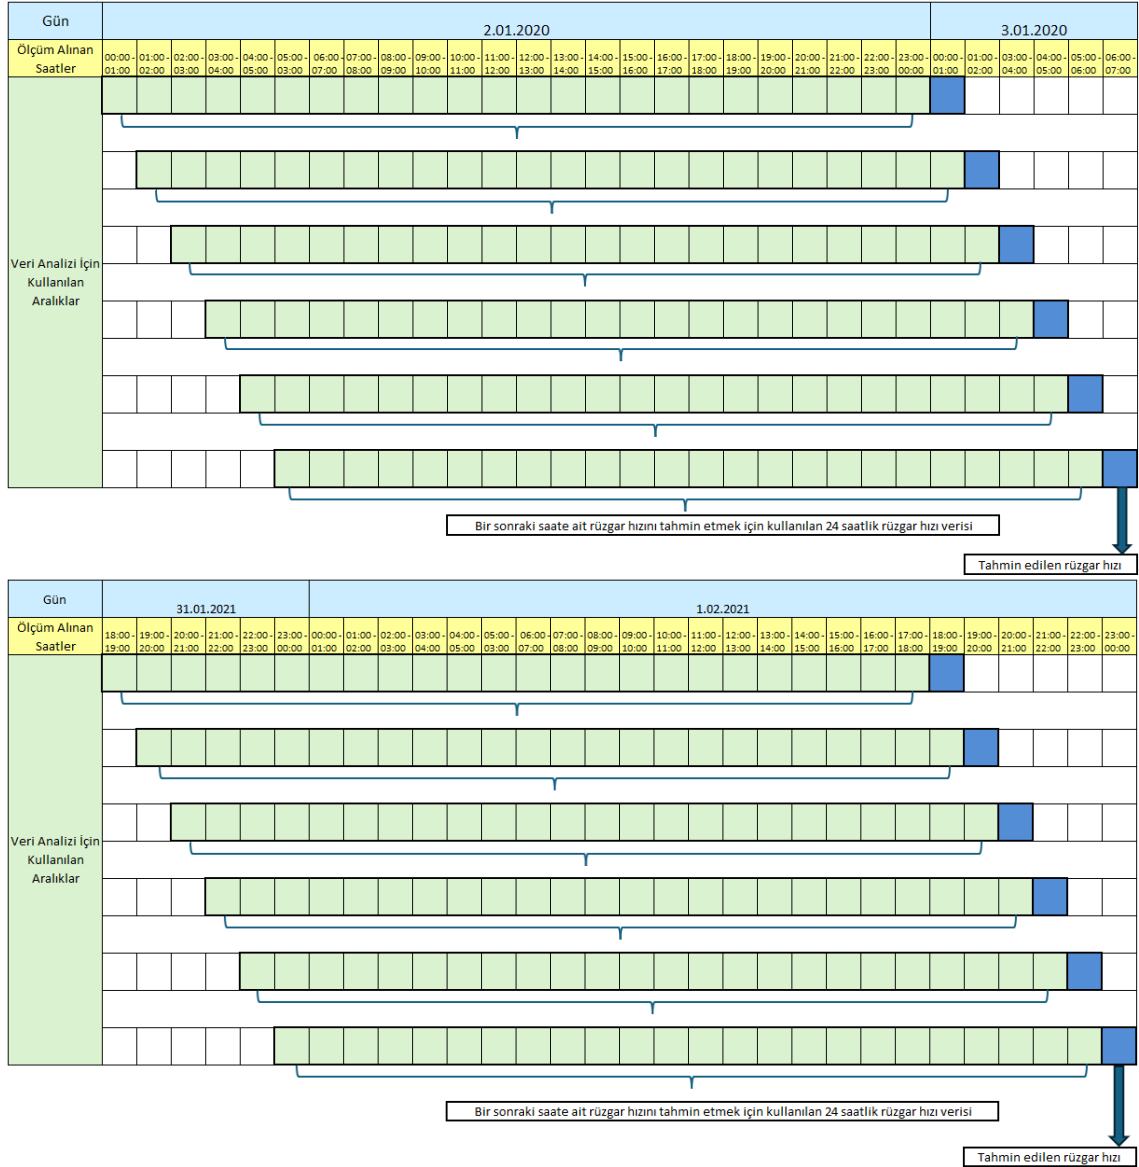 Gün
2.01.2020
3.01.2020
Ölçüm Alınan
Saatler
00:00 - 01:00 - 02:00 - 03:00 - 04:00 - 05:00 - 06:00 - 07:00 - 08:00 - 09:00 - 10:00 - 11:00 - 12:00 - 13:00 - 14:00 - 15:00 - 16:00 - 17:00 - 18:00 - 19:00 - 20:00 - 21:00 - 22:00 - 23:00 - 00:00 - 01:00 - 03:00 - 04:00 - 05:00 - 06:00 -
01:00 02:00 03:00 04:00 05:00 03:00 07:00 08:00 09:00 10:00 11:00 12:00 13:00 14:00 15:00 16:00 17:00 18:00 19:00 20:00 21:00 22:00 23:00 00:00 01:00 02:00 04:00 05:00 06:00 07:00
Veri Analizi İçin
Kullanılan
Aralıklar
Bir sonraki saate ait rüzgar hızını tahmin etmek için kullanılan 24 saatlik rüzgar hızı verisi
Tahmin edilen rüzgar hızı
Gün
31.01.2021
1.02.2021
Ölçüm Alınan
Saatler
18:00 - 19:00 - 20:00 - 21:00 - 22:00 - 23:00 - 00:00 - 01:00 - 02:00 - 03:00 - 04:00 - 05:00 - 06:00 - 07:00 - 08:00 - 09:00 - 10:00 - 11:00 - 12:00 - 13:00 - 14:00 - 15:00 - 16:00 - 17:00 - 18:00 - 19:00 - 20:00 - 21:00 - 22:00 - 23:00 -
19:00 20:00 21:00 22:00 23:00 00:00 01:00 02:00 03:00 04:00 05:00 06:00 07:00 08:00 09:00 10:00 11:00 12:00 13:00 14:00 15:00 16:00 17:00 18:00 19:00 20:00 21:00 22:00 23:00 00:00
Veri Analizi İçin
Kullanılan
Aralıklar
Bir sonraki saate ait rüzgar hızını tahmin etmek için kullanılan 24 saatlik rüzgar hızı verisi
Tahmin edilen rüzgar hızı